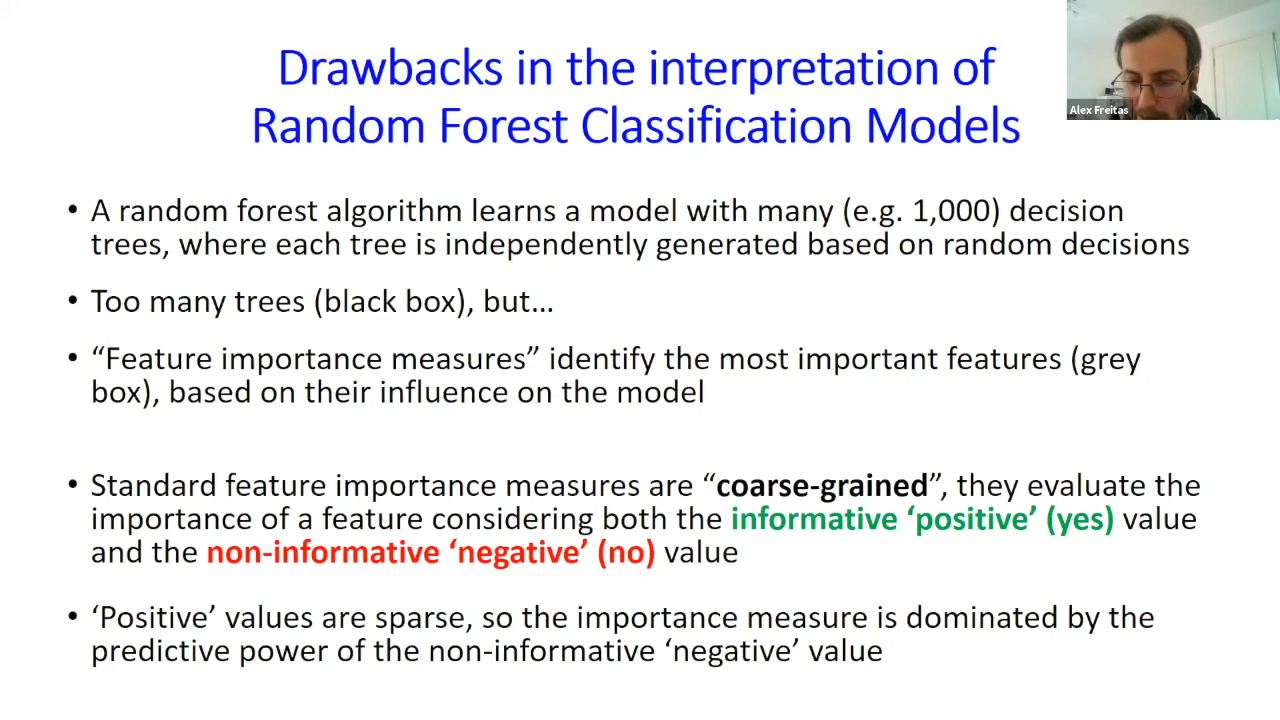 Drawbacks in the interpretation of
Random Forest Classification Models
Alex Freitas
• A random forest algorithm learns a model with many (e.g. 1,000) decision
trees, where each tree is independently generated based on random decisions
• Too many trees (black box), but…
• “Feature importance measures” identify the most important features (grey
box), based on their influence on the model
• Standard feature importance measures are “coarse-grained”, they evaluate the
importance of a feature considering both the informative ‘positive’ (yes) value
and the non-informative ‘negative’ (no) value
• ‘Positive’ values are sparse, so the importance measure is dominated by the
predictive power of the non-informative ‘negative’ value